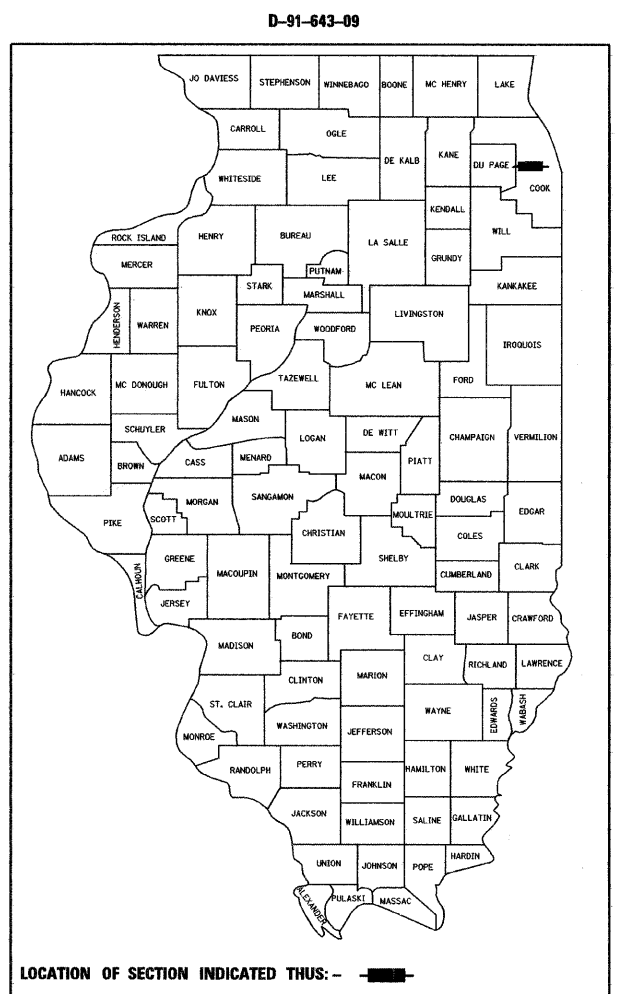 D-91-643-09
JO DAVIESS
STEPHENSON
WINNEBAGO
BOONE
MC HENRY
LAKE
CARROLL
OGLE
DE KALB
KANE
DU PAGE
COOK
WHITESIDE
LEE
KENDALL
WILL
ROCK ISLAND
HENRY
BUREAU
LA SALLE
GRUNDY
MERCER
PUTNAM
STARK
MARSHALL
KANKAKEE
HENDERSON
WARREN
KNOX
PEORIA
WOODFORD
LIVINGSTON
IROQUOIS
HANCOCK
MC DONOUGH
FULTON
TAZEWELL
MC LEAN
FORD
SCHUYLER
MASON
LOGAN
DE WITT
PIATT
CHAMPAIGN
VERMILION
ADAMS
BROWN
CASS
MENARD
MACON
PIKE
SCOTT
MORGAN
SANGAMON
CHRISTIAN
MOULTRIE
DOUGLAS
EDGAR
COLES
CALHOUN
GREENE
MACOUPIN
MONTGOMERY
SHELBY
CUMBERLAND
CLARK
JERSEY
FAYETTE
EFFINGHAM
JASPER
CRAWFORD
MADISON
BOND
CLAY
RICHLAND
LAWRENCE
CLINTON
MARION
ST. CLAIR
WASHINGTON
JEFFERSON
WAYNE
EDWARDS
WABASH
MONROE
RANDOLPH
PERRY
FRANKLIN
HAMILTON
WHITE
JACKSON
WILLIAMSON
SALINE
GALLATIN
UNION
JOHNSON
POPE
HARDIN
ALEXANDER
PULASKI
MASSAC
LOCATION OF SECTION INDICATED THUS: -